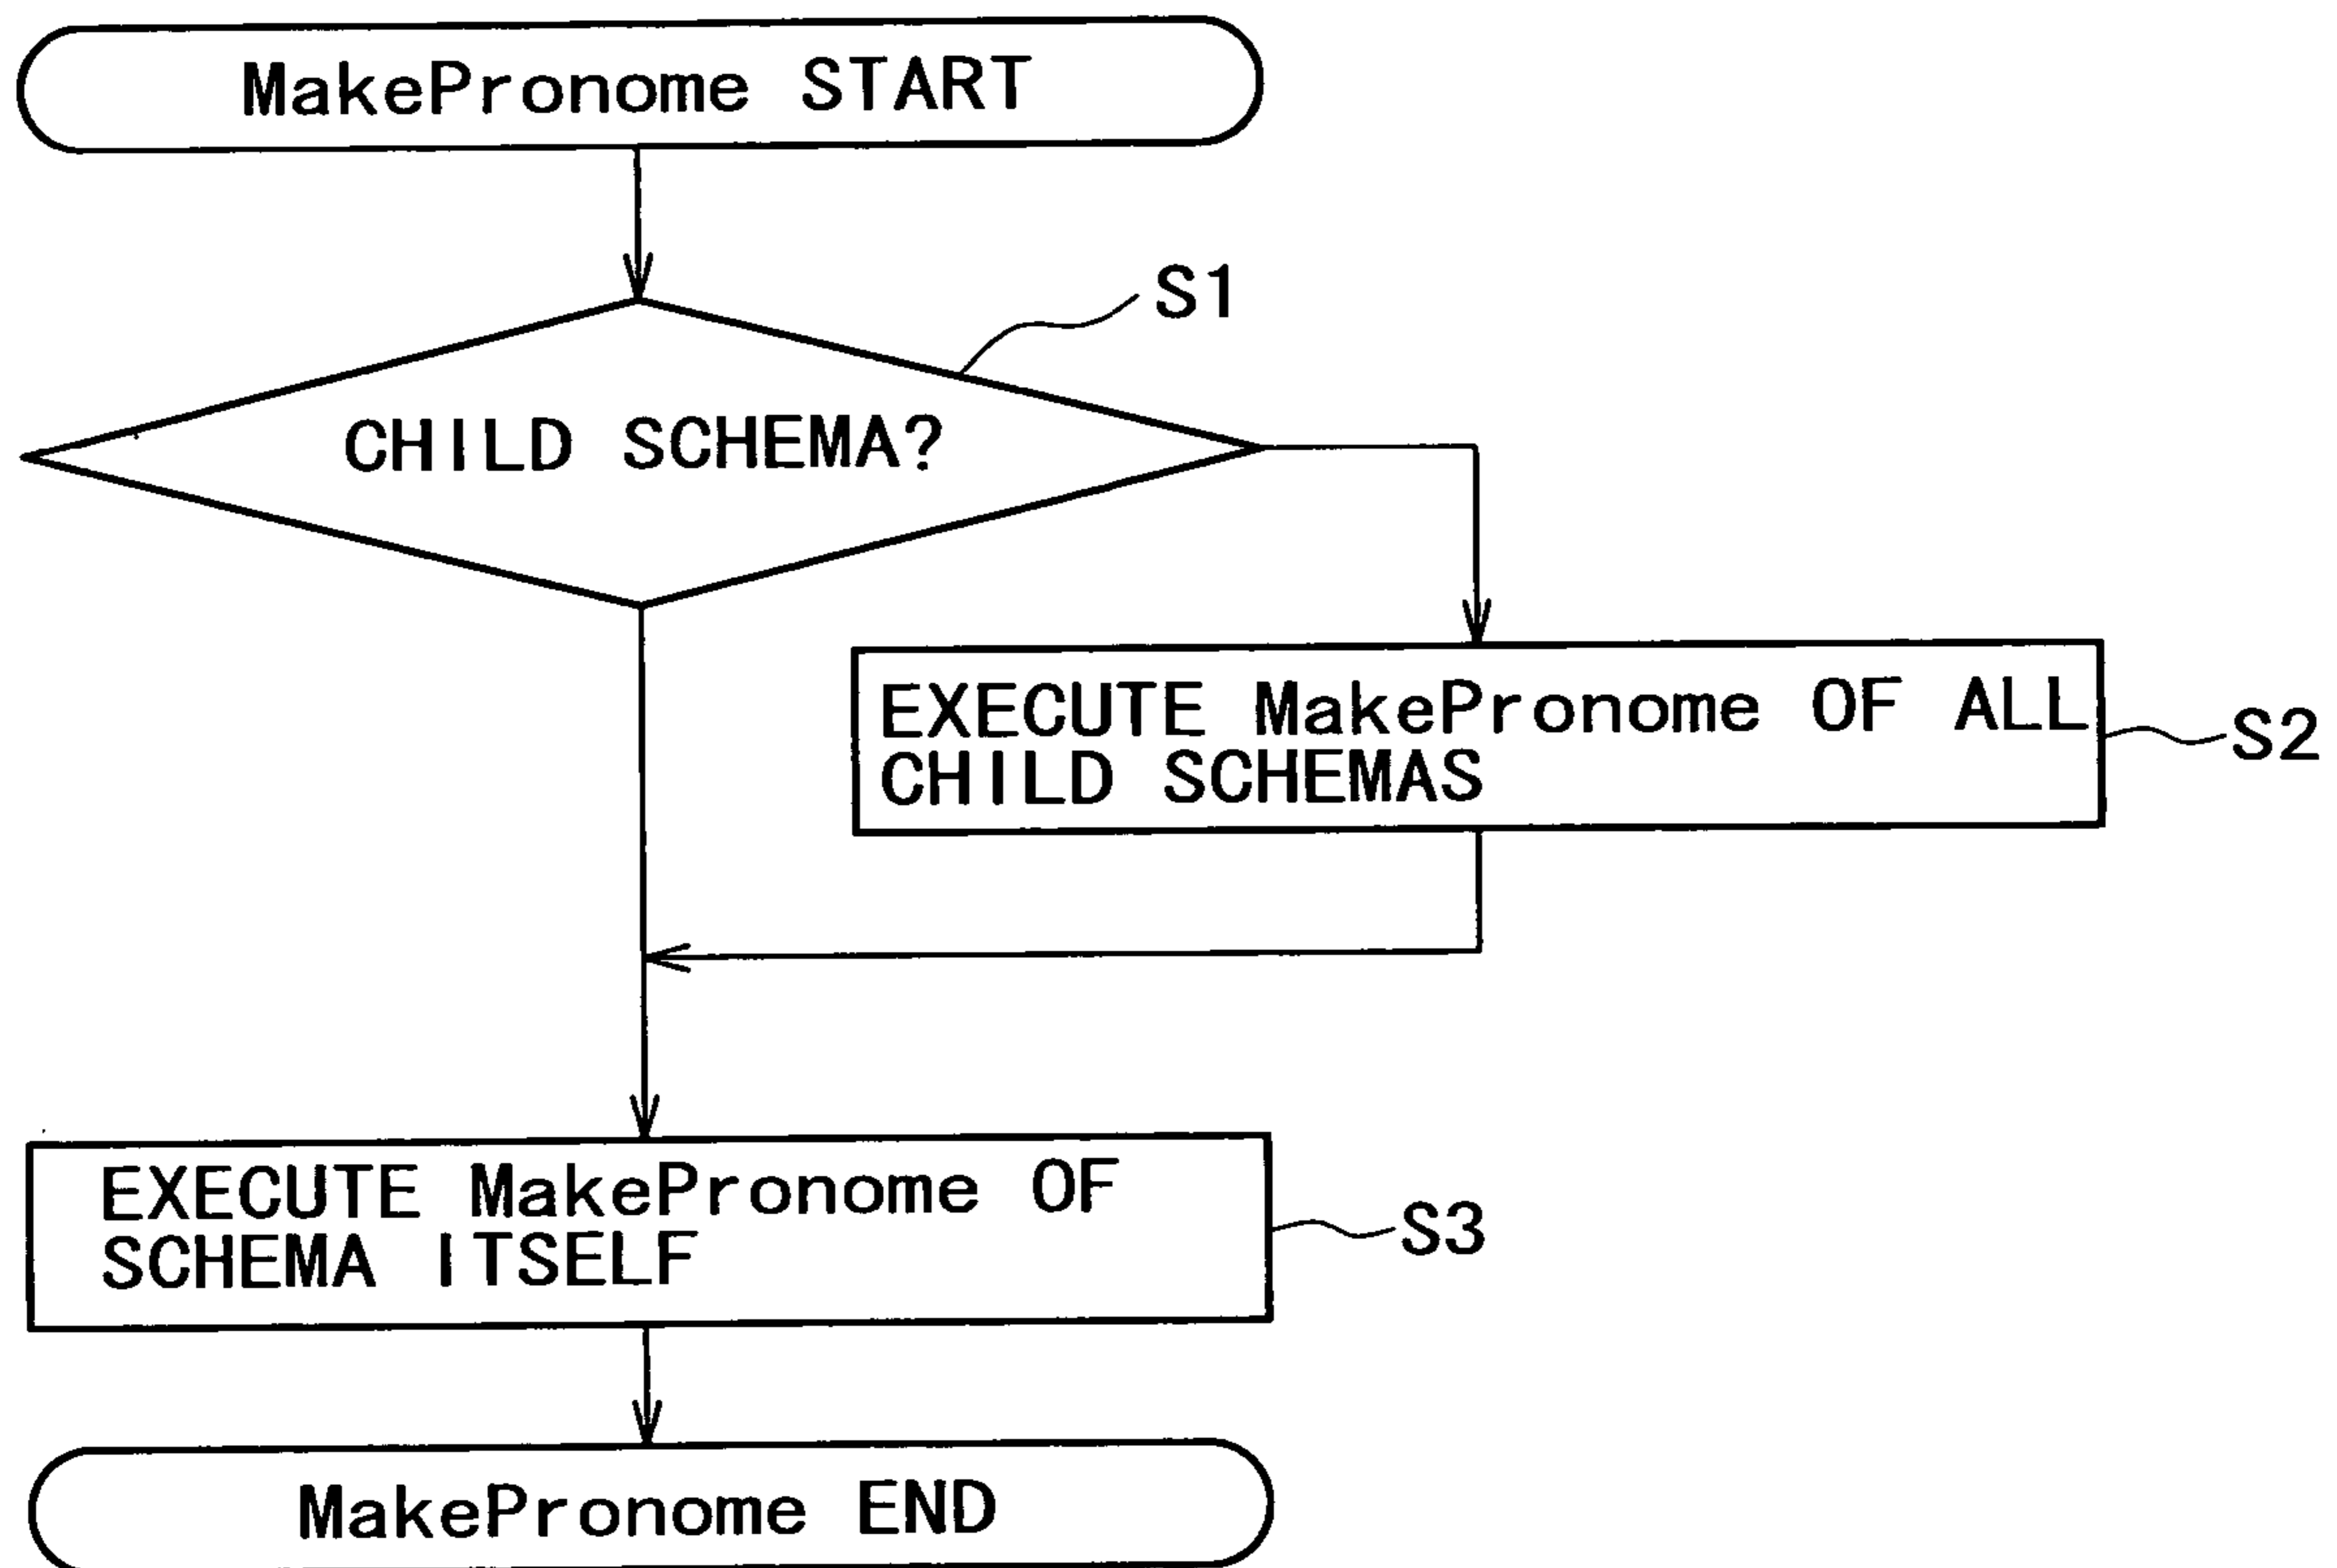 MakePronome START
S1
CHILD SCHEMA?
EXECUTE MakePronome OF ALL
CHILD SCHEMAS
S2
EXECUTE MakePronome OF
SCHEMA ITSELF
S3
MakePronome END